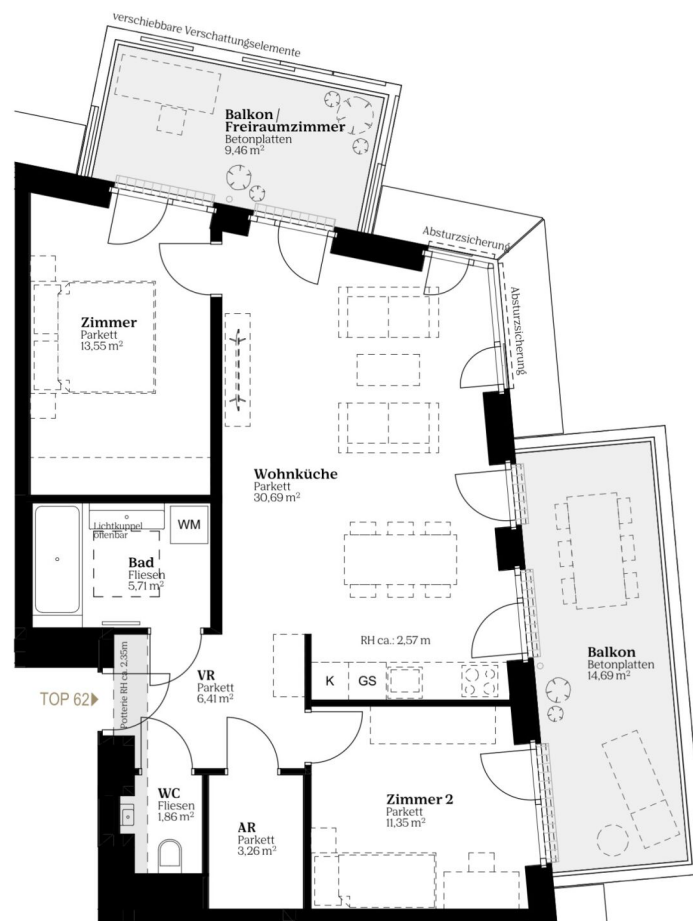 verschiebbare Verschattungselemente
Balkon/
Freiraumzimmer
Betonplatten
9,46 m²
Absturzsicherung
Absturzsicherung
Zimmer
Parkett
13,55 m²
Wohnküche
Parkett
30,69 m²
Lichtkuppel
öffenbar
WM
Bad
Fliesen
5,71 m²
RH ca.: 2,57 m
Balkon
Betonplatten
14,69 m²
K
GS
VR
Parkett
6,41 m²
Potterie RH ca. 2,35m
TOP 62
WC
Fliesen
1,86 m²
AR
Parkett
3,26 m²
Zimmer 2
Parkett
11,35 m²